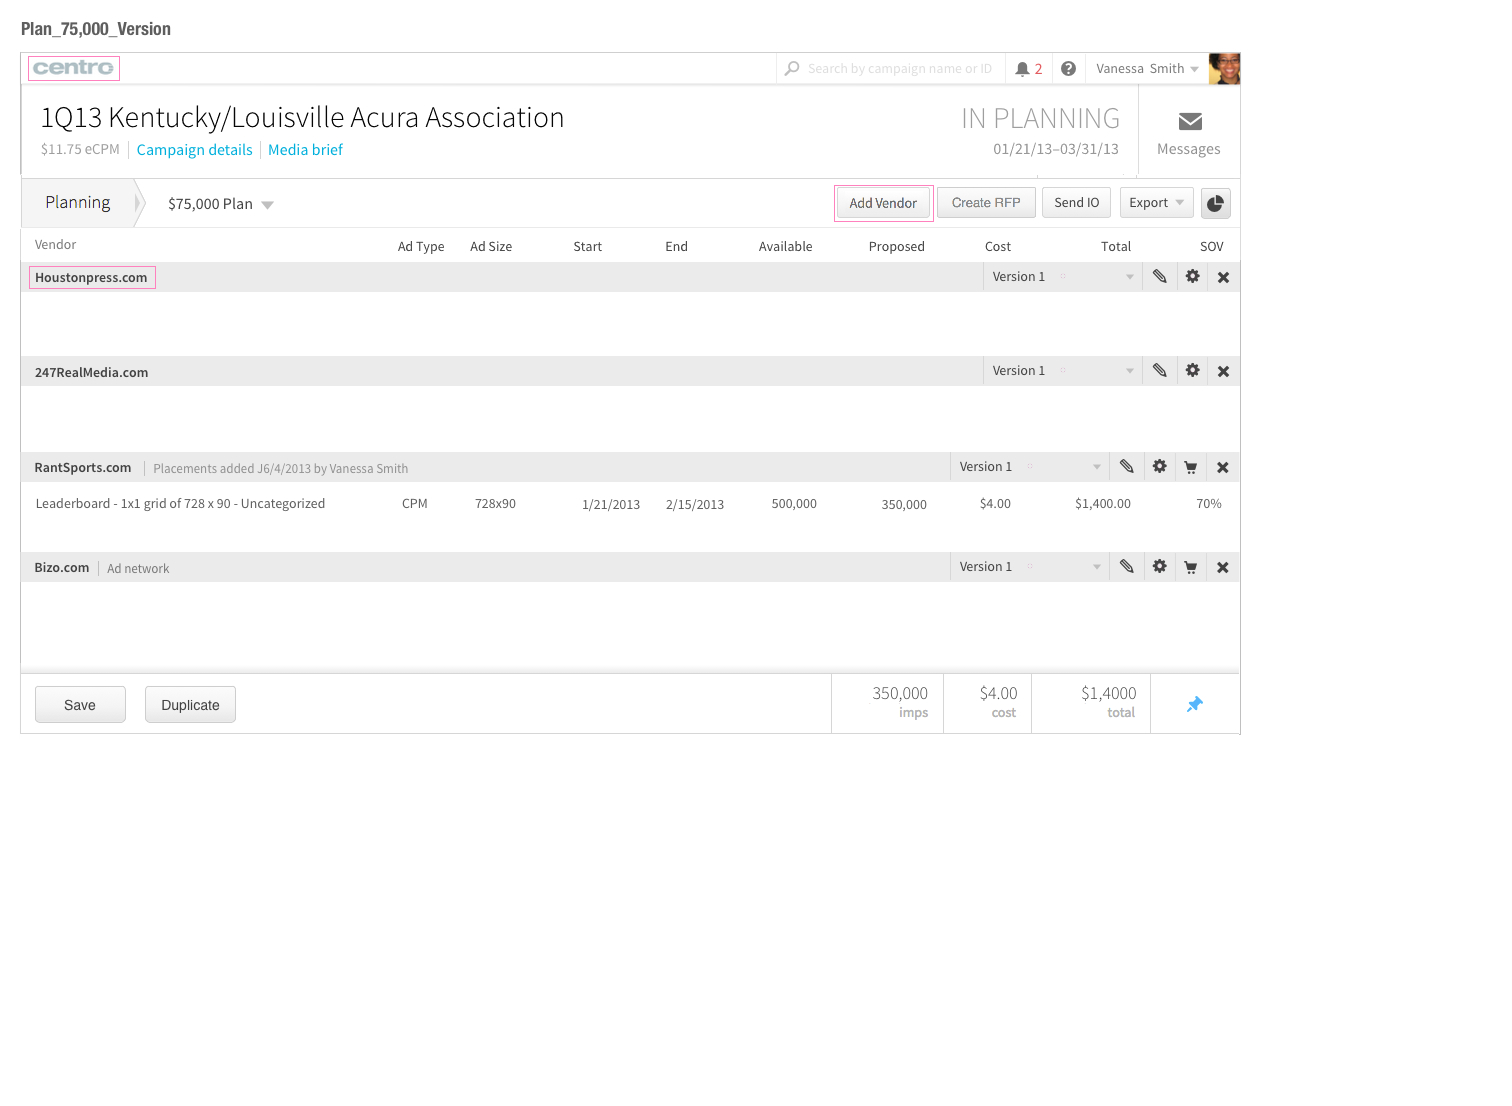 Plan_75,000_Version
centro
Search by campaign name or ID
2
?
Vanessa Smith
1Q13 Kentucky/Louisville Acura Association
IN PLANNING
$11.75 eCPM
Campaign details
Media brief
01/21/13–03/31/13
Messages
Planning
$75,000 Plan
Add Vendor
Create RFP
Send IO
Export
Vendor
Ad Type
Ad Size
Start
End
Available
Proposed
Cost
Total
SOV
Houstonpress.com
Version 1
247RealMedia.com
Version 1
RantSports.com
Placements added J6/4/2013 by Vanessa Smith
Version 1
Leaderboard - 1x1 grid of 728 x 90 - Uncategorized
CPM
728x90
1/21/2013
2/15/2013
500,000
350,000
$4.00
$1,400.00
70%
Bizo.com
Ad network
Version 1
Save
Duplicate
350,000
imps
$4.00
cost
$1,4000
total